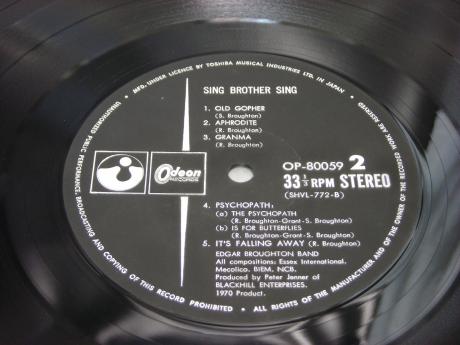 MFG. UNDER LICENCE BY TOSHIBA MUSICAL INDUSTRIES LTD. IN JAPAN
SING BROTHER SING
1. OLD GOPHER
(S. Broughton)
2. APHRODITE
(R. Broughton)
3. GRANMA
(R. Broughton)
Odeon
RECORDS
OP-80059 2
33 1/3 RPM STEREO
(SHVL-772-B)
4. PSYCHOPATH:
(a) THE PSYCHOPATH
(R. Broughton-Grant-S. Broughton)
(b) IS FOR BUTTERFLIES
(R. Broughton-Grant-S. Broughton)
5. IT'S FALLING AWAY (R. Broughton)
EDGAR BROUGHTON BAND
All compositions: Essex International.
Mecolico. BIEM. NCB.
Produced by Peter Jenner of
BLACKHILL ENTERPRISES.
1970 Product.
UNAUTHORIZED PUBLIC PERFORMANCE, BROADCASTING AND COPYING OF THIS RECORD PROHIBITED • ALL RIGHTS OF THE MANUFACTURER AND OF THE OWNER OF THE RECORDED WORK ARE RESERVED